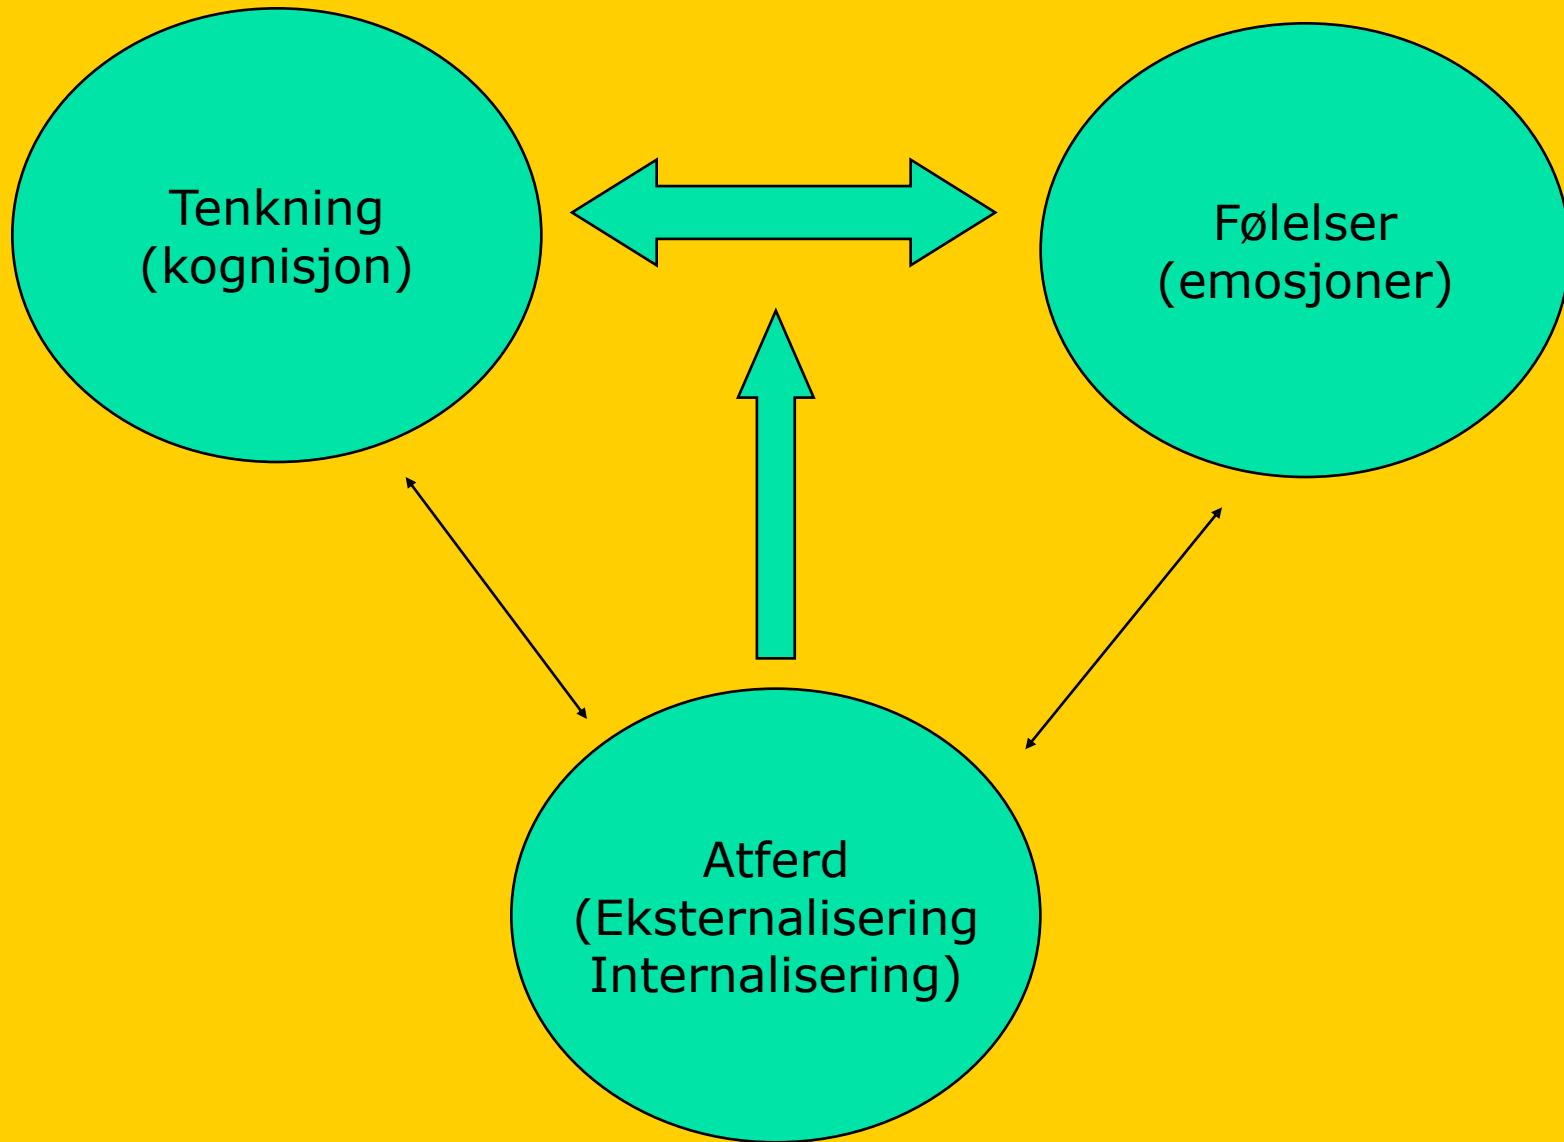 Tenkning
(kognisjon)
Følelser
(emosjoner)
Atferd
(Eksternalisering
Internalisering)